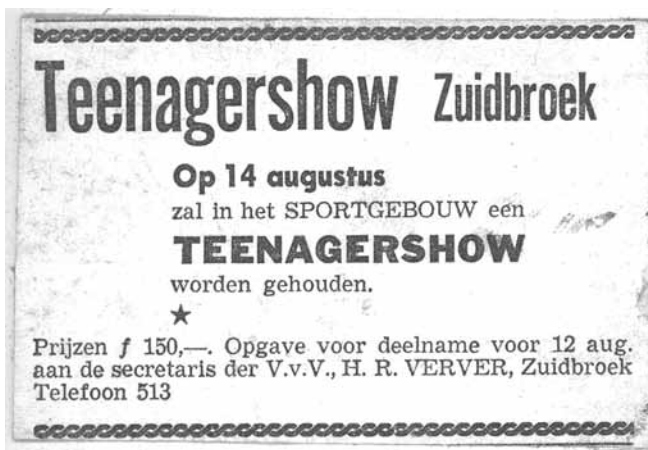 Teenagershow Zuidbroek
Op 14 augustus
zal in het SPORTGEBOUW een
TEENAGERSHOW
worden gehouden.
★
Prijzen ƒ 150,—. Opgave voor deelname voor 12 aug.
aan de secretaris der V.v.V., H. R. VERVER, Zuidbroek
Telefoon 513